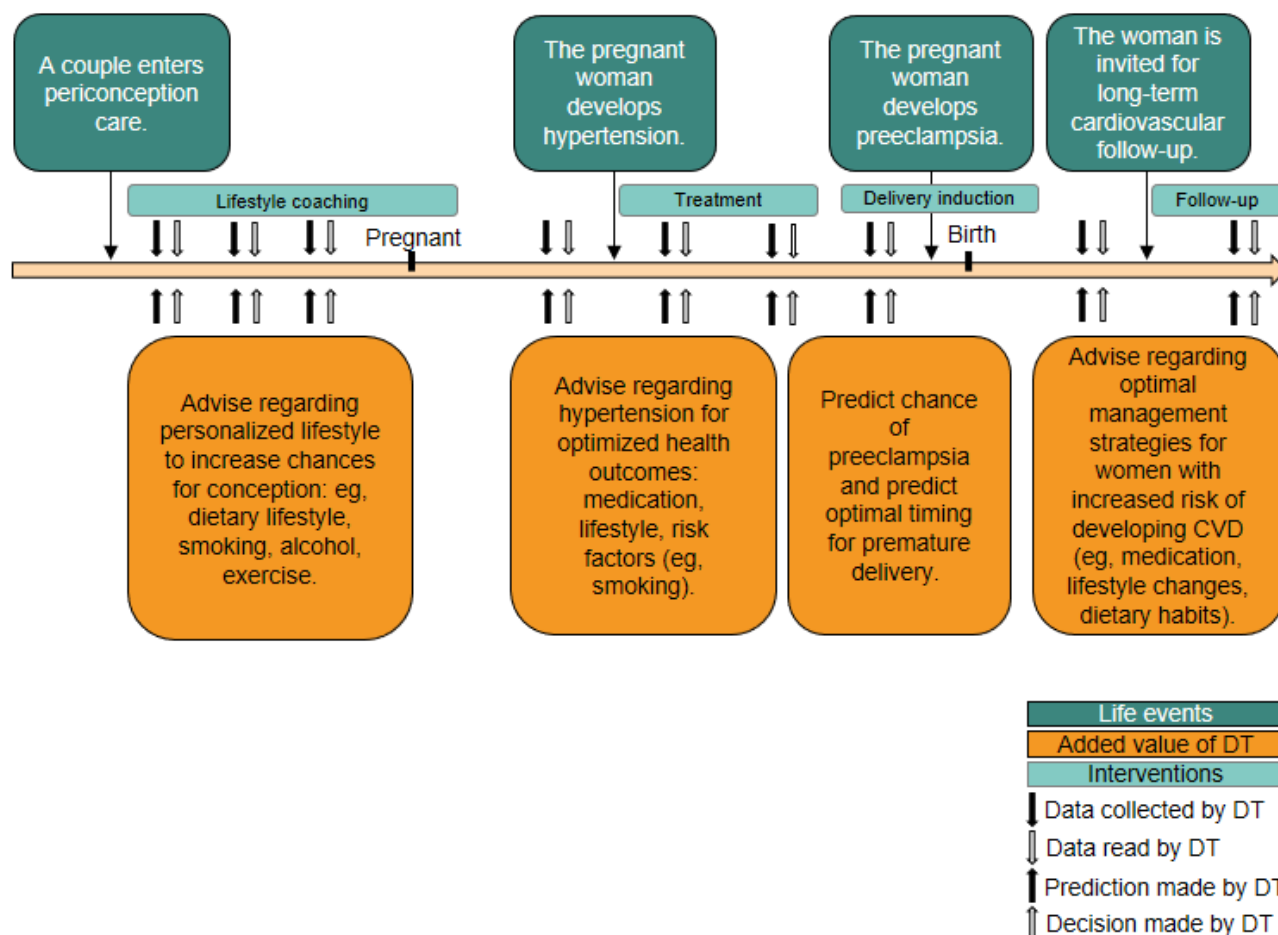 A couple enters
periconception
care.
The pregnant
woman
develops
hypertension.
The pregnant
woman
develops
preeclampsia.
The woman is
invited for
long-term
cardiovascular
follow-up.
Lifestyle coaching
Treatment
Delivery induction
Follow-up
Pregnant
Birth
Advise regarding
personalized lifestyle
to increase chances
for conception: eg,
dietary lifestyle,
smoking, alcohol,
exercise.
Advise regarding
hypertension for
optimized health
outcomes:
medication,
lifestyle, risk
factors (eg,
smoking).
Predict chance
of
preeclampsia
and predict
optimal timing
for premature
delivery.
Advise regarding
optimal
management
strategies for
women with
increased risk of
developing CVD
(eg, medication,
lifestyle changes,
dietary habits).
Life events
Added value of DT
Interventions
Data collected by DT
Data read by DT
Prediction made by DT
Decision made by DT